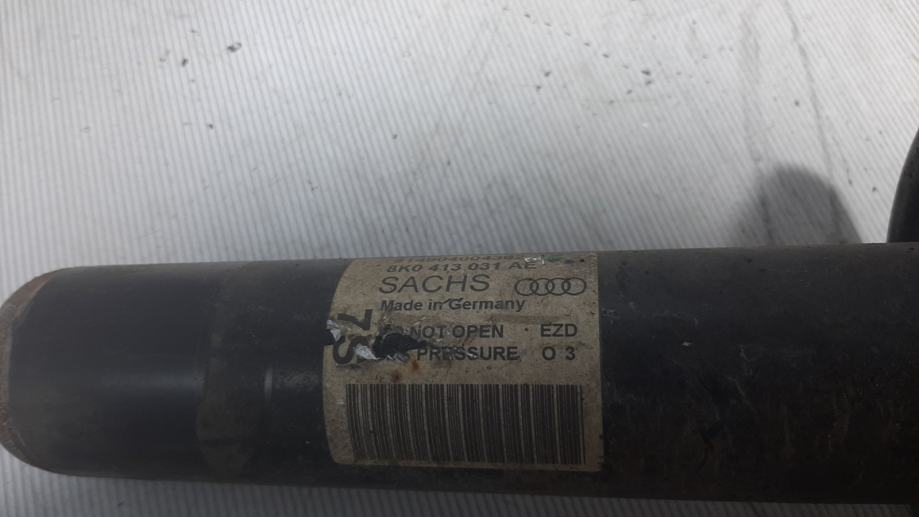 8K0 413 031 AE
SACHS
Made in Germany
NOT OPEN EZD
PRESSURE O 3